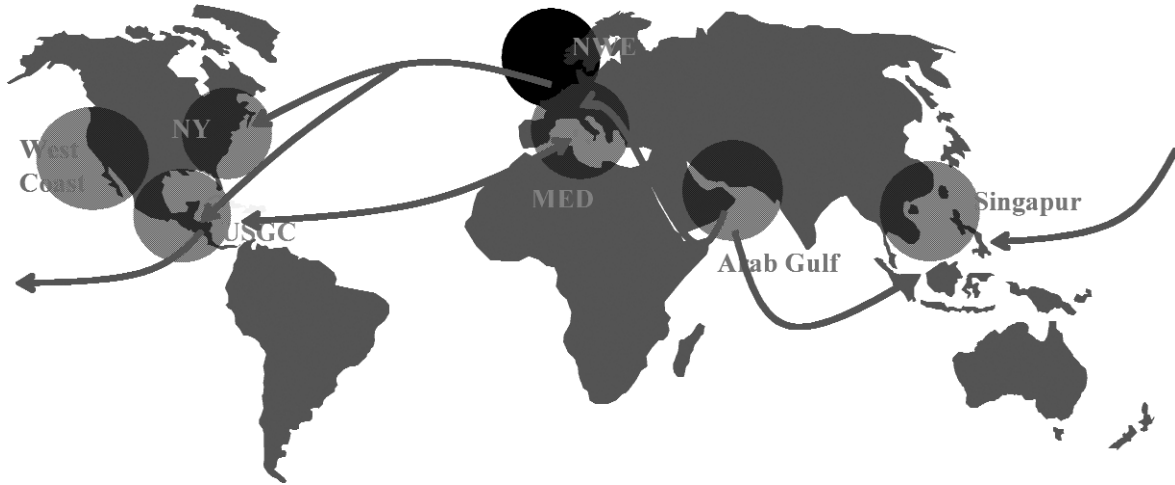 NWE
NY
West
Coast
MED
Singapur
USGC
Arab Gulf